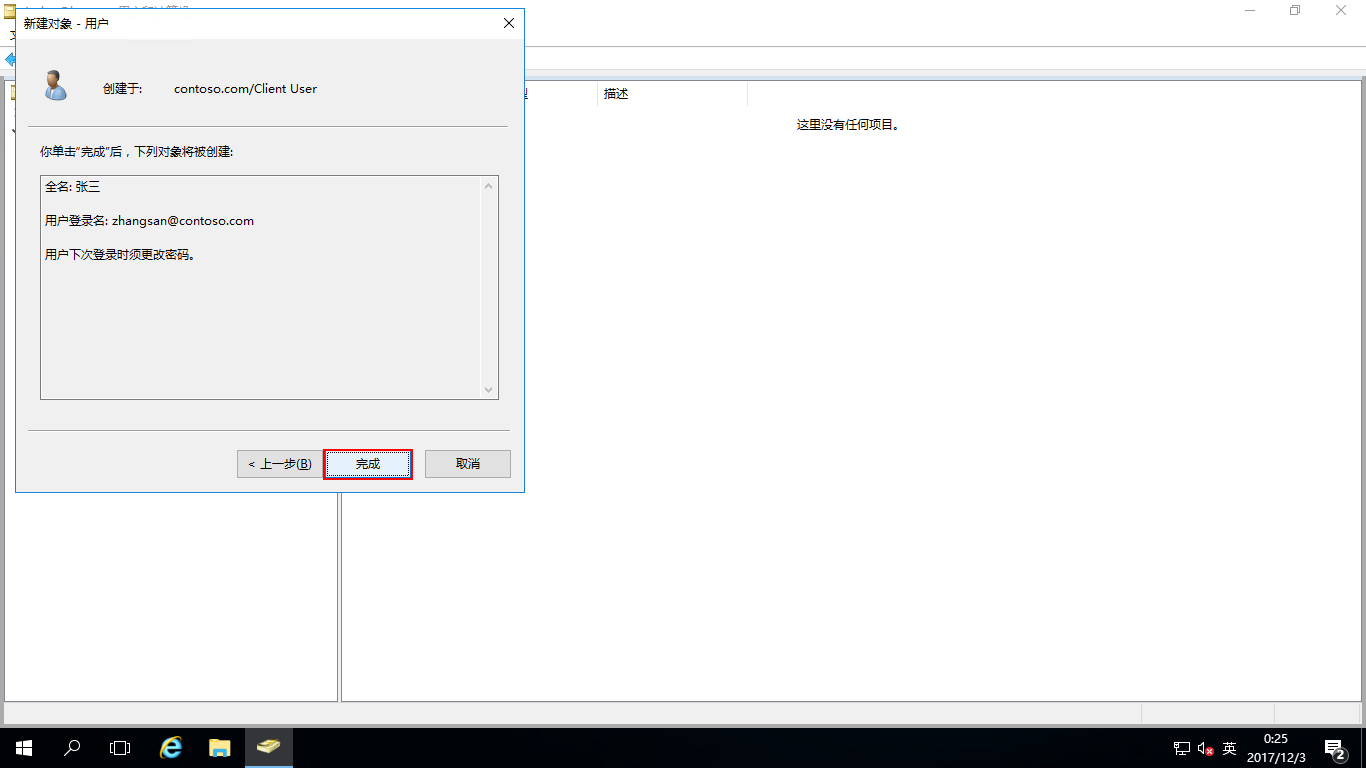 新建对象 - 用户
创建于:
contoso.com/Client User
描述
这里没有任何项目。
你单击“完成”后，下列对象将被创建:
全名: 张三
用户登录名: zhangsan@contoso.com
用户下次登录时须更改密码。
< 上一步(B)
完成
取消
英
0:25
2017/12/3
2